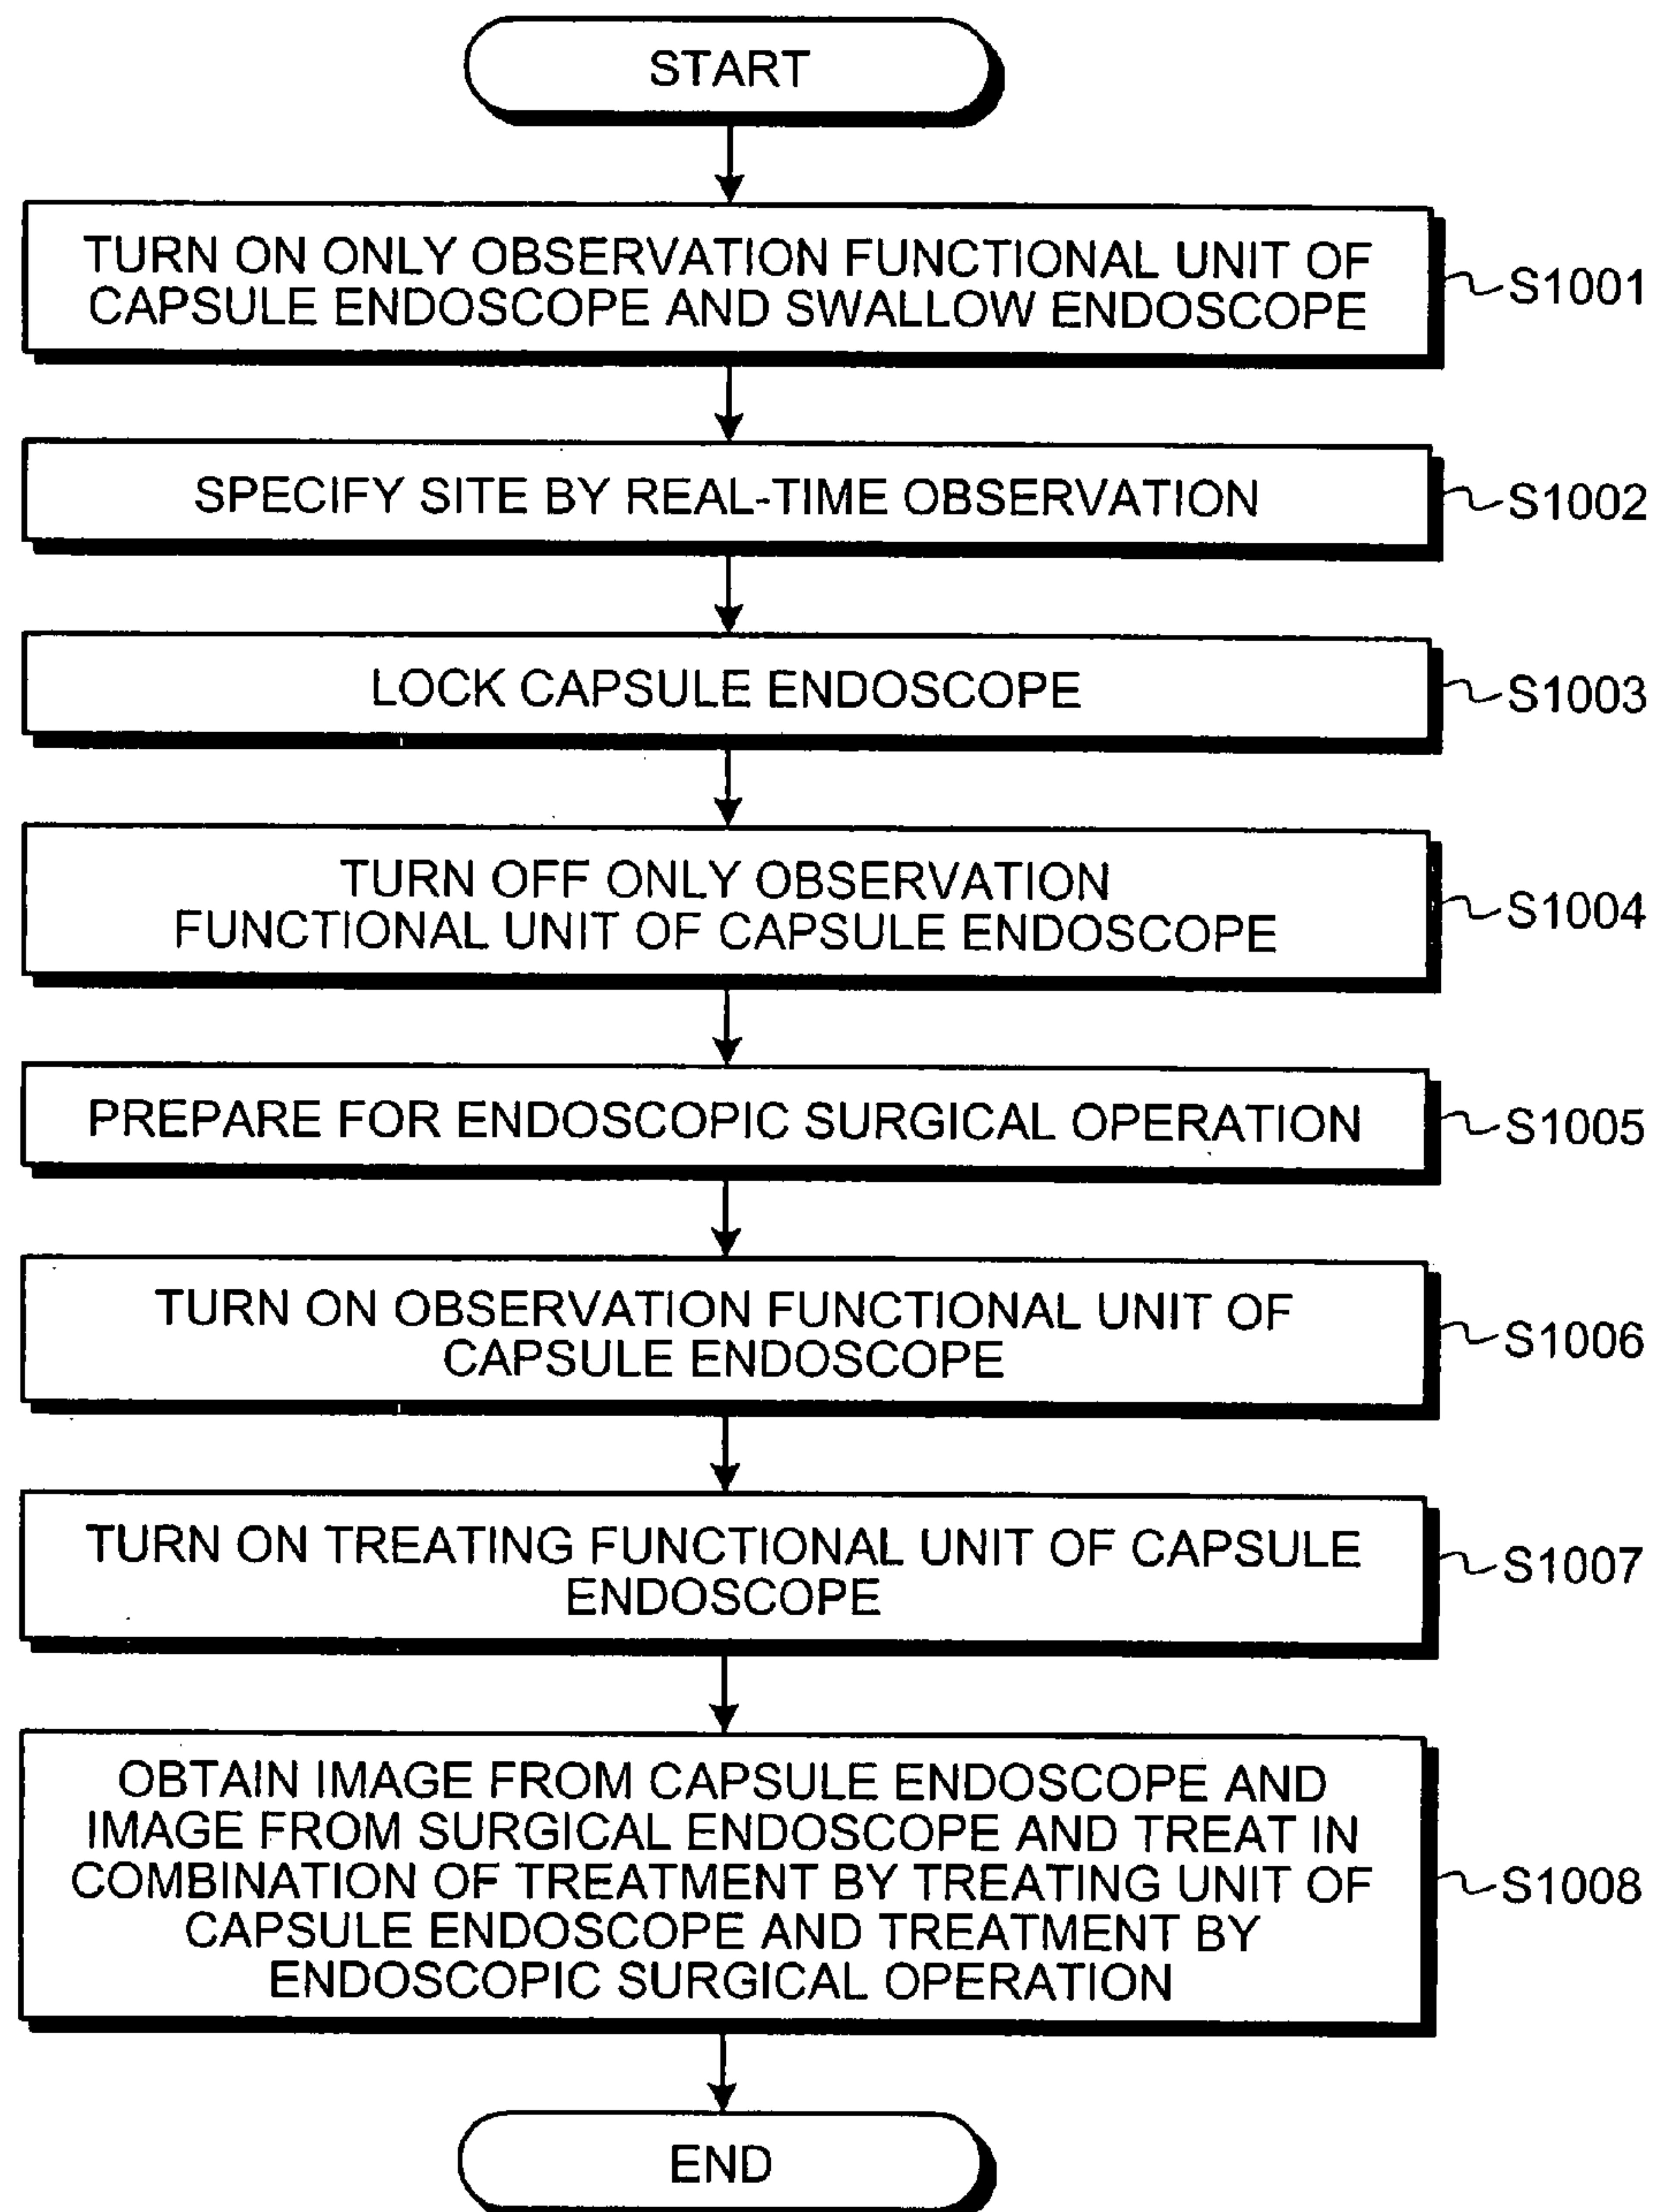 START
TURN ON ONLY OBSERVATION FUNCTIONAL UNIT OF
CAPSULE ENDOSCOPE AND SWALLOW ENDOSCOPE
S1001
SPECIFY SITE BY REAL-TIME OBSERVATION
S1002
LOCK CAPSULE ENDOSCOPE
S1003
TURN OFF ONLY OBSERVATION
FUNCTIONAL UNIT OF CAPSULE ENDOSCOPE
S1004
PREPARE FOR ENDOSCOPIC SURGICAL OPERATION
S1005
TURN ON OBSERVATION FUNCTIONAL UNIT OF
CAPSULE ENDOSCOPE
S1006
TURN ON TREATING FUNCTIONAL UNIT OF CAPSULE
ENDOSCOPE
S1007
OBTAIN IMAGE FROM CAPSULE ENDOSCOPE AND
IMAGE FROM SURGICAL ENDOSCOPE AND TREAT IN
COMBINATION OF TREATMENT BY TREATING UNIT OF
CAPSULE ENDOSCOPE AND TREATMENT BY
ENDOSCOPIC SURGICAL OPERATION
S1008
END